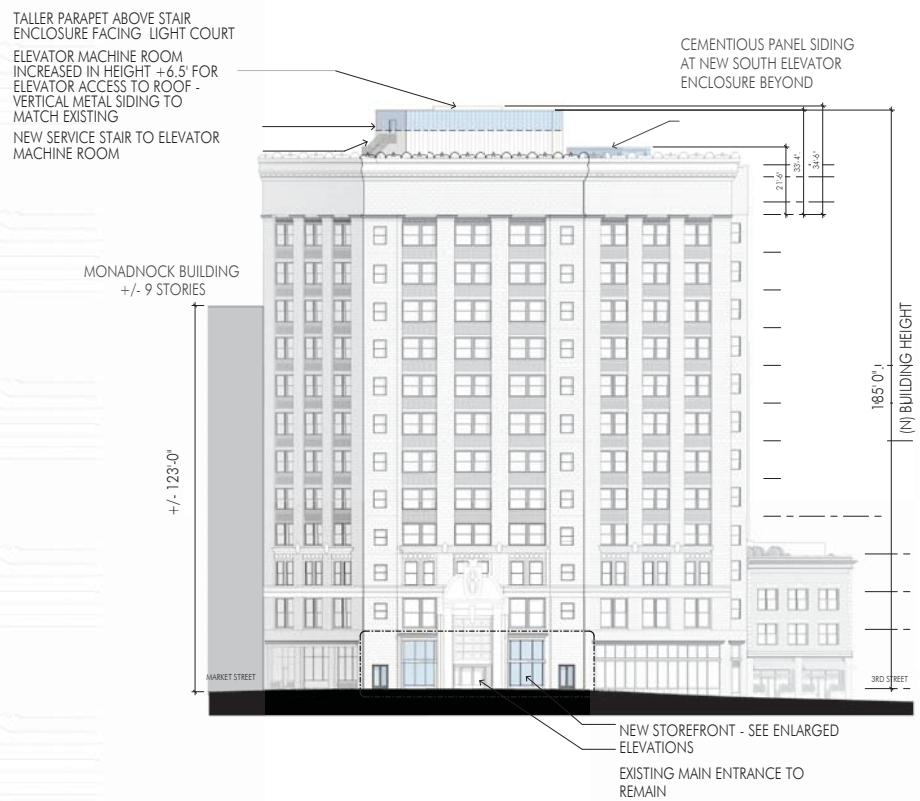 TALLER PARAPET ABOVE STAIR
ENCLOSURE FACING LIGHT COURT
ELEVATOR MACHINE ROOM
INCREASED IN HEIGHT +6.5' FOR
ELEVATOR ACCESS TO ROOF -
VERTICAL METAL SIDING TO
MATCH EXISTING
NEW SERVICE STAIR TO ELEVATOR
MACHINE ROOM
CEMENTIOUS PANEL SIDING
AT NEW SOUTH ELEVATOR
ENCLOSURE BEYOND
21'-6"
33'-4"
34'-6"
MONADNOCK BUILDING
+/- 9 STORIES
+/- 123'-0"
185' 0"
(N) BUILDING HEIGHT
MARKET STREET
3RD STREET
NEW STOREFRONT - SEE ENLARGED
ELEVATIONS
EXISTING MAIN ENTRANCE TO
REMAIN